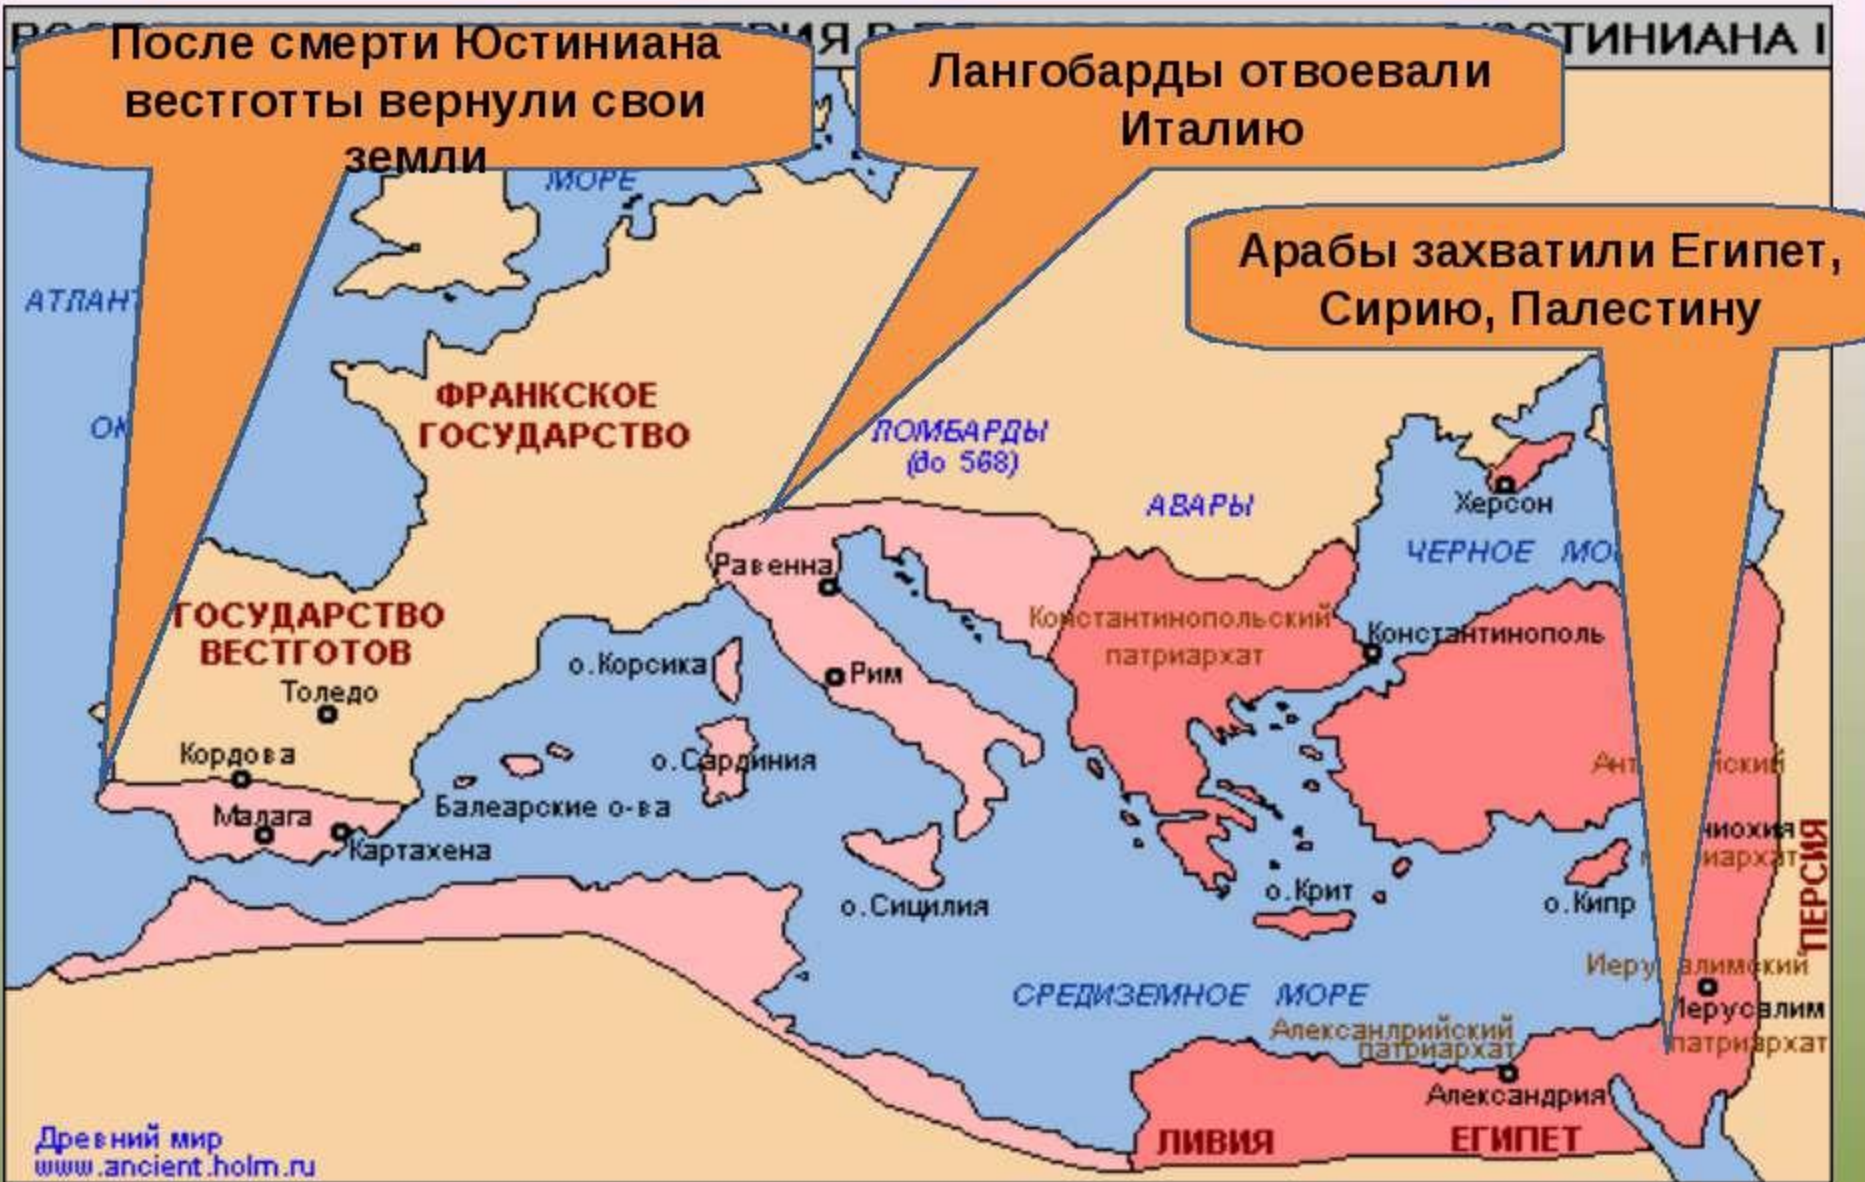 ТИНИАНА I
После смерти Юстиниана
вестготты вернули свои
земли
Лангобарды отвоевали
Италию
Арабы захватили Египет,
Сирию, Палестину
МОРЕ
ФРАНКСКОЕ
ГОСУДАРСТВО
ЛОМБАРДЫ
(до 568)
АВАРЫ
Херсон
ЧЕРНОЕ МО
Равенна
ГОСУДАРСТВО
ВЕСТГОТОВ
Толедо
Кордова
Малага
Картахена
Балеарские о-ва
о.Корсика
о.Сардиния
Рим
Константинопольский
патриархат
Константинополь
о.Сицилия
о.Крит
о.Кипр
ПЕРСИЯ
СРЕДИЗЕМНОЕ МОРЕ
Иерусалим
патриархат
Александрийский
патриархат
Александрия
ЛИВИЯ
ЕГИПЕТ
Древний мир
www.ancient.holm.ru